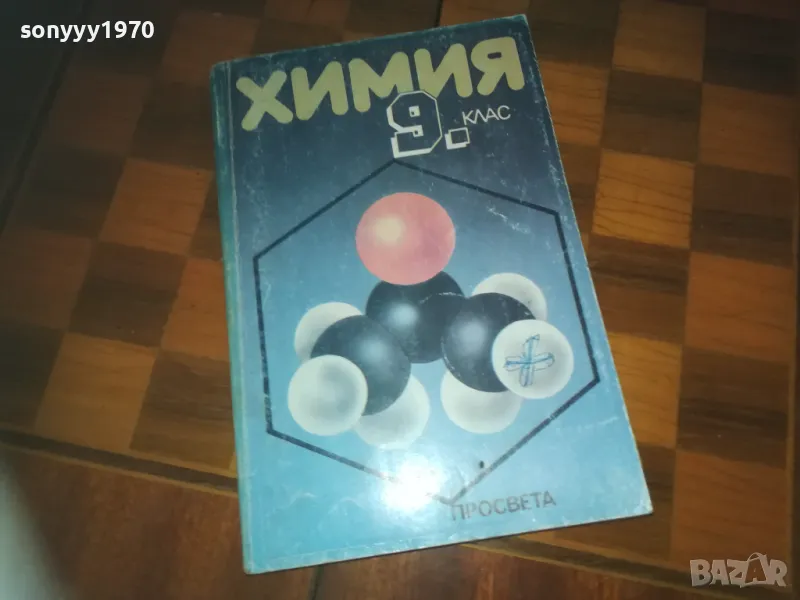 sonyyy1970
ХИМИЯ
9. КЛАС
ПРОСВЕТА
BAZAR